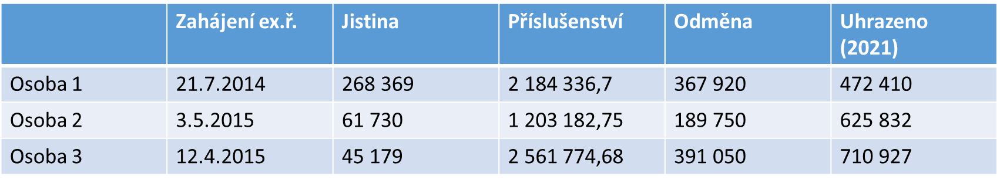 Zahájení ex.ř. Jistina Příslušenství Odměna Uhrazeno
(2021)
Osoba 1 21.7.2014 268 369 2 184 336,7 367 920 472 410
Osoba 2 3.5.2015 61 730 1 203 182,75 189 750 625 832
Osoba 3 12.4.2015 45 179 2 561 774,68 391 050 710 927